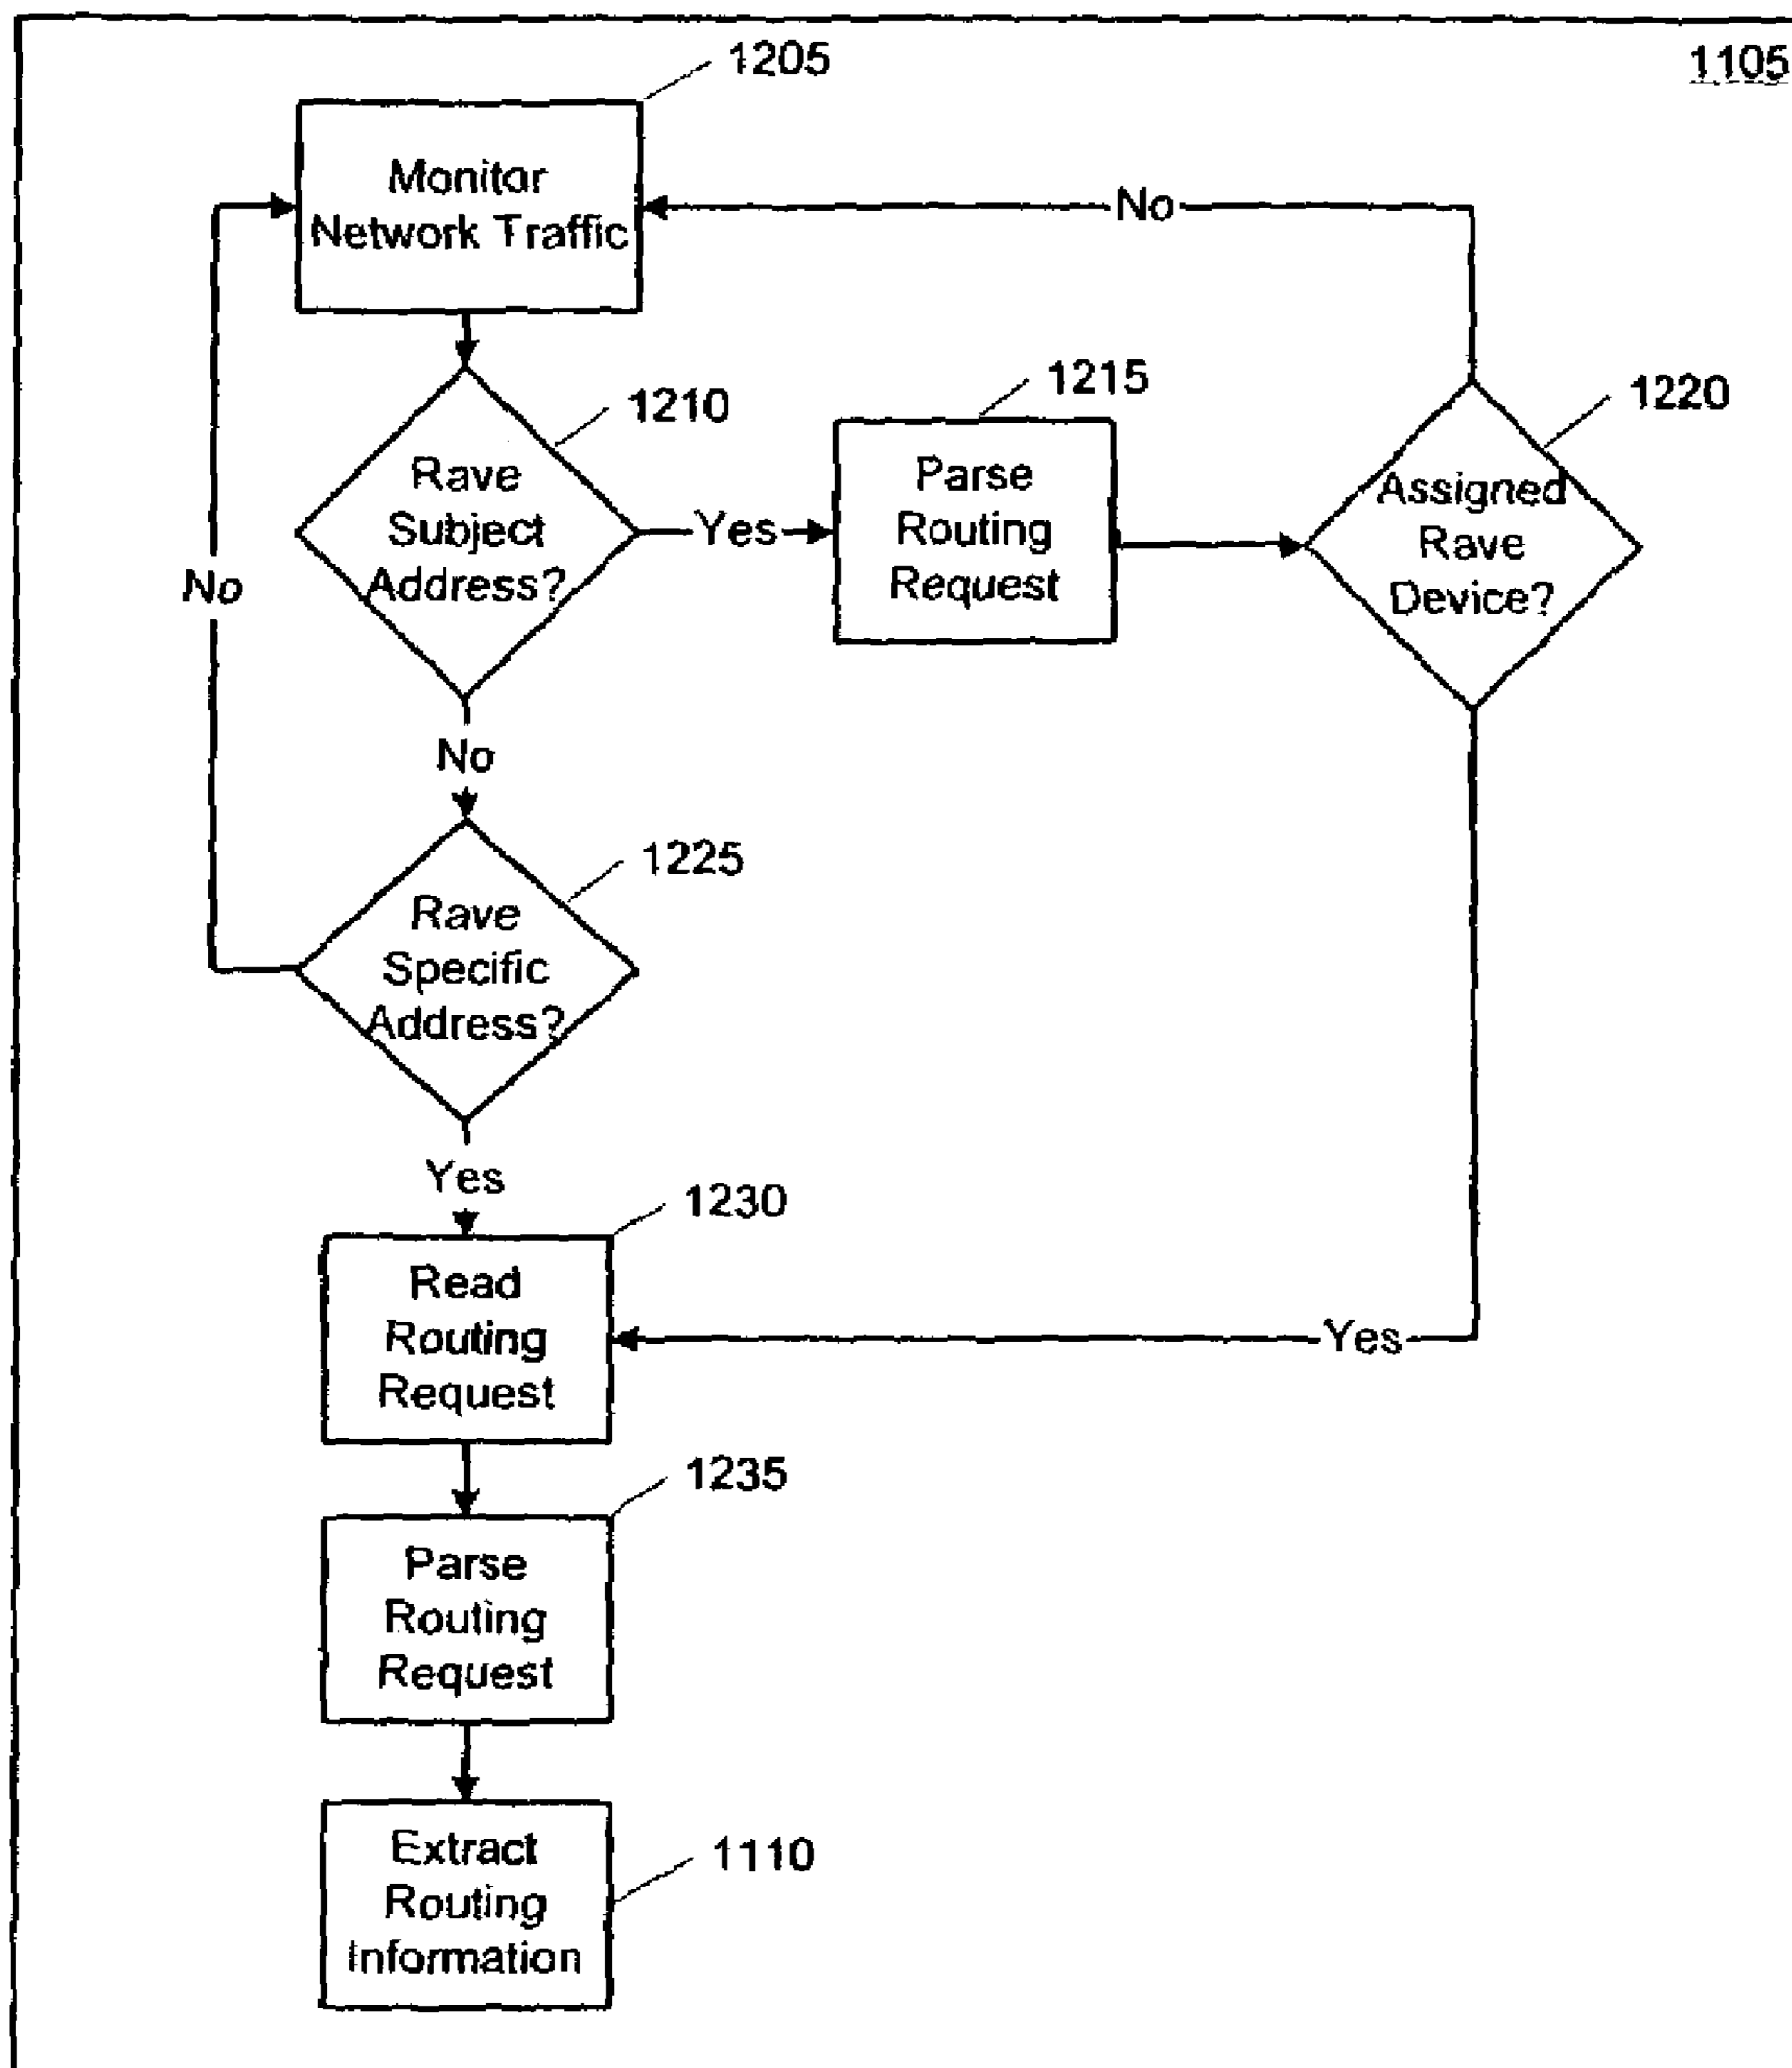 1205
1105
Monitor
Network Traffic
No
1210
Rave
Subject
Address?
Yes
1215
Parse
Routing
Request
1220
Assigned
Rave
Device?
No
No
1225
Rave
Specific
Address?
Yes
1230
Read
Routing
Request
Yes
1235
Parse
Routing
Request
1110
Extract
Routing
Information